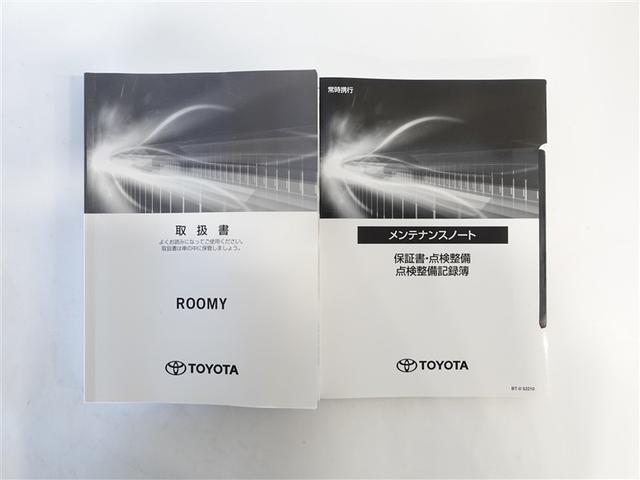 取扱書
よくお読みになってご使用ください。
取扱書は車の中に保管しましょう。
ROOMY
TOYOTA
常時携行
メンテナンスノート
保証書・点検整備
点検整備記録簿
TOYOTA